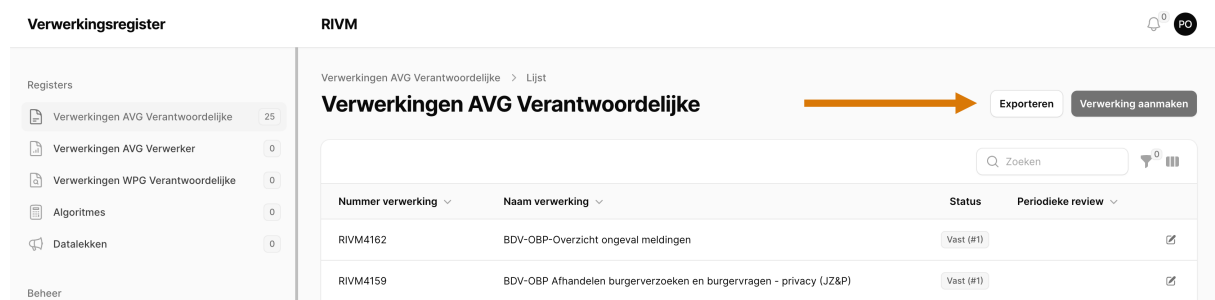 Verwerkingsregister
RIVM
0
PO
Registers
Verwerkingen AVG Verantwoordelijke 25
Verwerkingen AVG Verwerker 0
Verwerkingen WPG Verantwoordelijke 0
Algoritmes 0
Datalekken 0
Beheer
Verwerkingen AVG Verantwoordelijke > Lijst
Verwerkingen AVG Verantwoordelijke
Exporteren
Verwerking aanmaken
Zoeken
0
Nummer verwerking Naam verwerking Status Periodieke review
RIVM4162 BDV-OBP-Overzicht ongeval meldingen Vast (#1)
RIVM4159 BDV-OBP Afhandelen burgerverzoeken en burgervragen - privacy (JZ&P) Vast (#1)